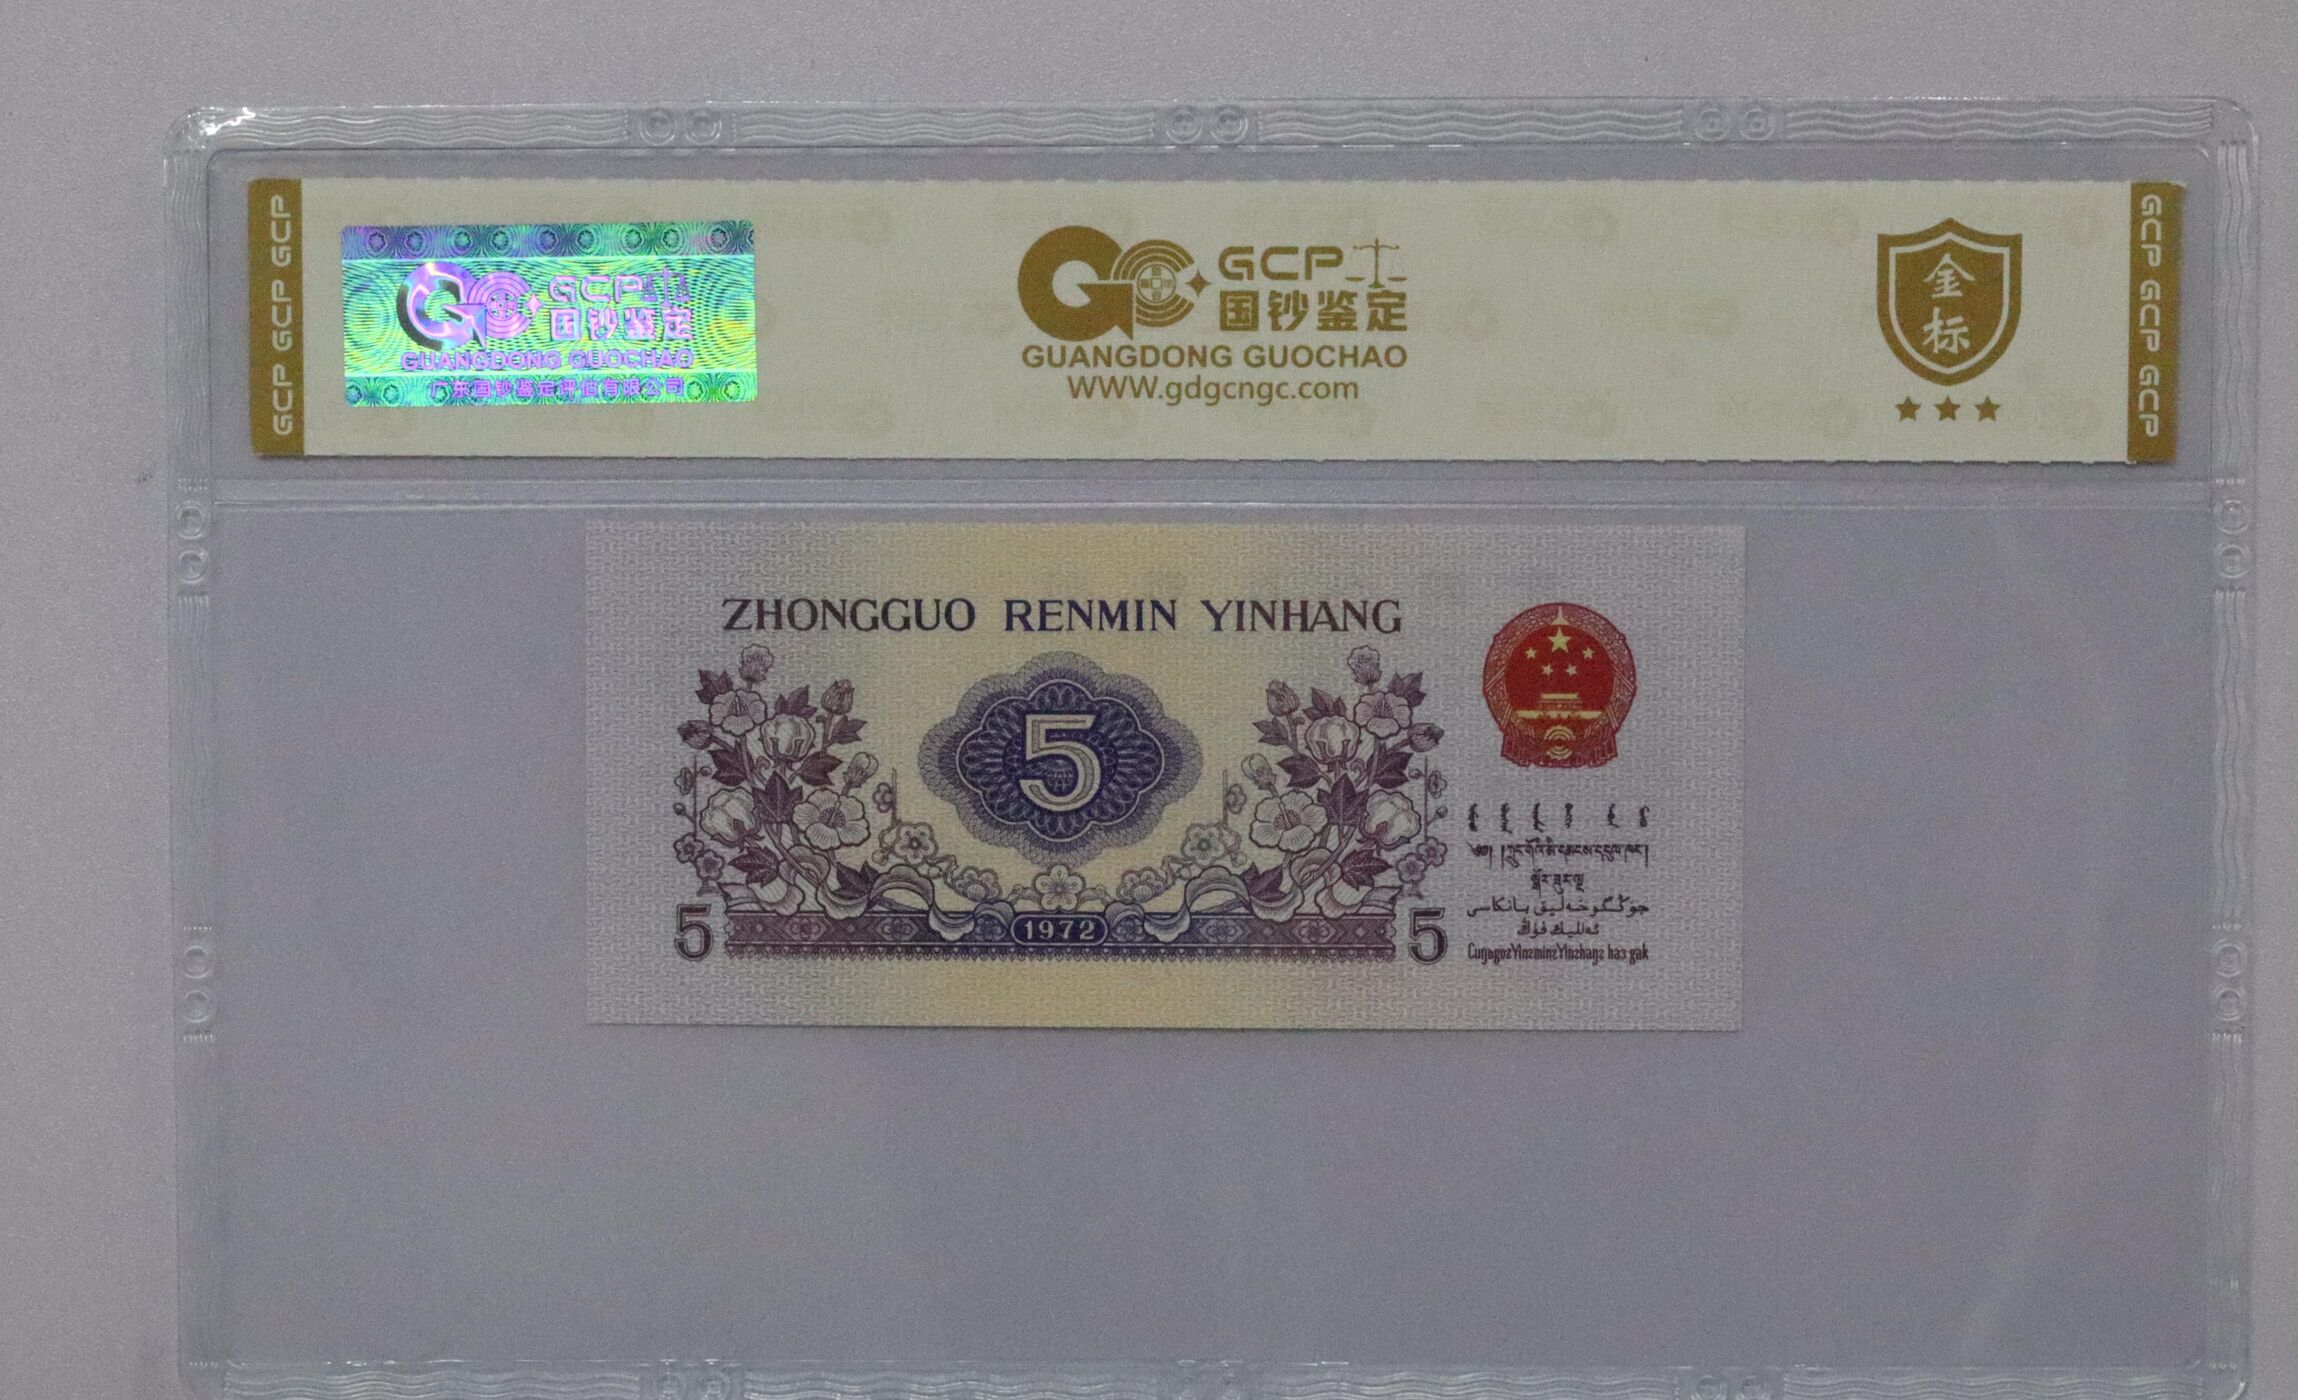 GCP GCP GCP
GCP
国钞鉴定
GUANGDONG GUOCHAO
广东国钞鉴定评估有限公司
GCP
国钞鉴定
GUANGDONG GUOCHAO
WWW.gdgcngc.com
金
标
GCP GCP GCP
ZHONGGUO RENMIN YINHANG
5
1972
5
5
جۇڭگوخەلىق بانكاسى